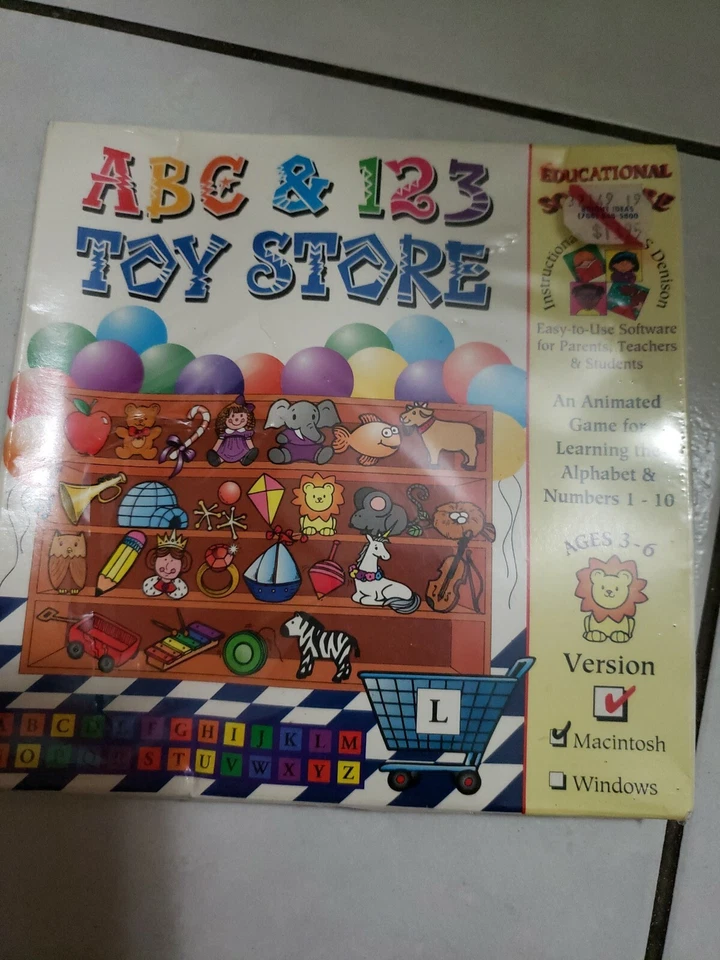 ABC & 123
TOY STORE
EDUCATIONAL
Instructional
Denison
Easy-to-Use Software
for Parents, Teachers
& Students
An Animated
Game for
Learning the
Alphabet &
Numbers 1 - 10
AGES 3-6
Version
Macintosh
Windows
L
A B C D E F G H I J K L M
O P Q R S T U V W X Y Z